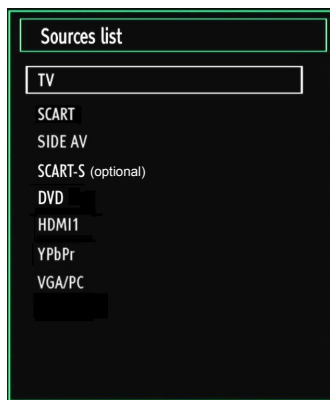 Sources list
TV
SCART
SIDE AV
SCART-S (optional)
DVD
HDMI1
YPbPr
VGA/PC